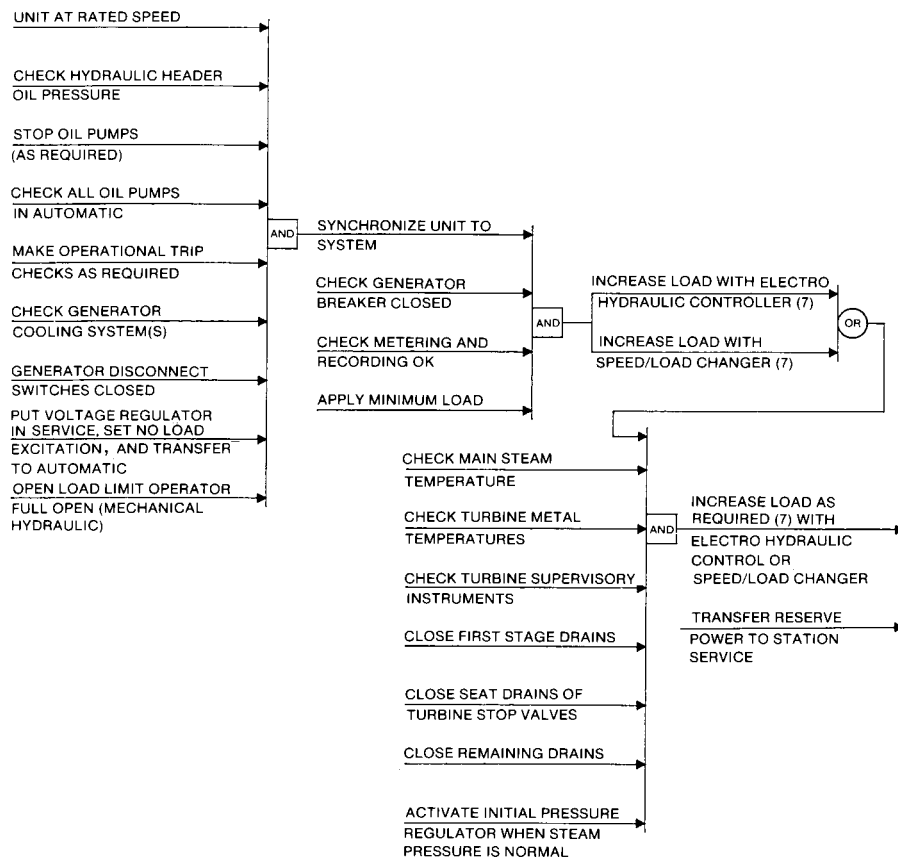 UNIT AT RATED SPEED
CHECK HYDRAULIC HEADER
OIL PRESSURE
STOP OIL PUMPS
(AS REQUIRED)
CHECK ALL OIL PUMPS
IN AUTOMATIC
MAKE OPERATIONAL TRIP
CHECKS AS REQUIRED
CHECK GENERATOR
COOLING SYSTEM(S)
GENERATOR DISCONNECT
SWITCHES CLOSED
PUT VOLTAGE REGULATOR
IN SERVICE, SET NO LOAD
EXCITATION, AND TRANSFER
TO AUTOMATIC
OPEN LOAD LIMIT OPERATOR
FULL OPEN (MECHANICAL
HYDRAULIC)
AND
SYNCHRONIZE UNIT TO
SYSTEM
CHECK GENERATOR
BREAKER CLOSED
CHECK METERING AND
RECORDING OK
APPLY MINIMUM LOAD
AND
INCREASE LOAD WITH ELECTRO
HYDRAULIC CONTROLLER (7)
INCREASE LOAD WITH
SPEED/LOAD CHANGER (7)
OR
CHECK MAIN STEAM
TEMPERATURE
CHECK TURBINE METAL
TEMPERATURES
CHECK TURBINE SUPERVISORY
INSTRUMENTS
CLOSE FIRST STAGE DRAINS
CLOSE SEAT DRAINS OF
TURBINE STOP VALVES
CLOSE REMAINING DRAINS
ACTIVATE INITIAL PRESSURE
REGULATOR WHEN STEAM
PRESSURE IS NORMAL
AND
INCREASE LOAD AS
REQUIRED (7) WITH
ELECTRO HYDRAULIC
CONTROL OR
SPEED/LOAD CHANGER
TRANSFER RESERVE
POWER TO STATION
SERVICE